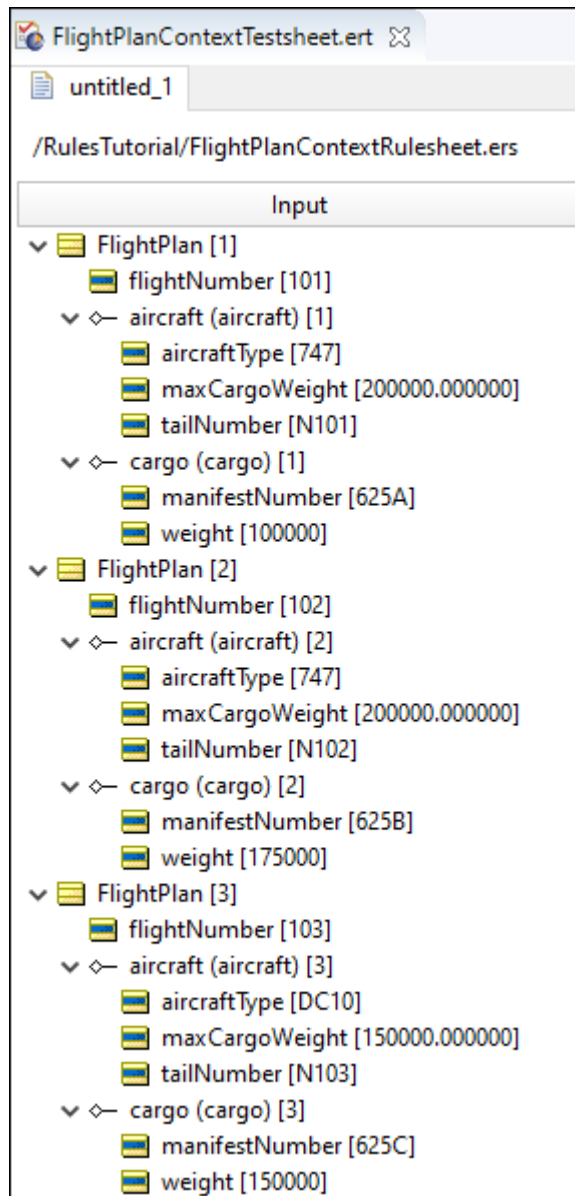 FlightPlanContextTestsheet.ert
untitled_1
/RulesTutorial/FlightPlanContextRulesheet.ers
Input
FlightPlan [1]
flightNumber [101]
aircraft (aircraft) [1]
aircraftType [747]
maxCargoWeight [200000.000000]
tailNumber [N101]
cargo (cargo) [1]
manifestNumber [625A]
weight [100000]
FlightPlan [2]
flightNumber [102]
aircraft (aircraft) [2]
aircraftType [747]
maxCargoWeight [200000.000000]
tailNumber [N102]
cargo (cargo) [2]
manifestNumber [625B]
weight [175000]
FlightPlan [3]
flightNumber [103]
aircraft (aircraft) [3]
aircraftType [DC10]
maxCargoWeight [150000.000000]
tailNumber [N103]
cargo (cargo) [3]
manifestNumber [625C]
weight [150000]